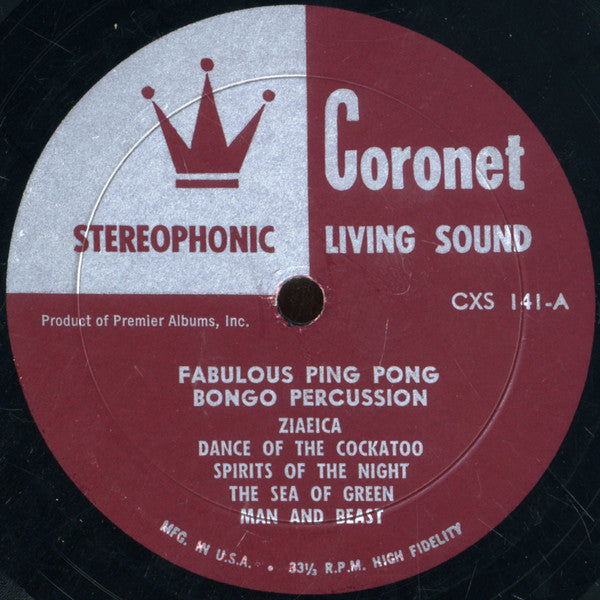 Coronet
STEREOPHONIC LIVING SOUND
CXS 141-A
Product of Premier Albums, Inc.
FABULOUS PING PONG
BONGO PERCUSSION
ZIAEICA
DANCE OF THE COCKATOO
SPIRITS OF THE NIGHT
THE SEA OF GREEN
MAN AND BEAST
MFG. IN U.S.A. • 33⅓ R.P.M. HIGH FIDELITY